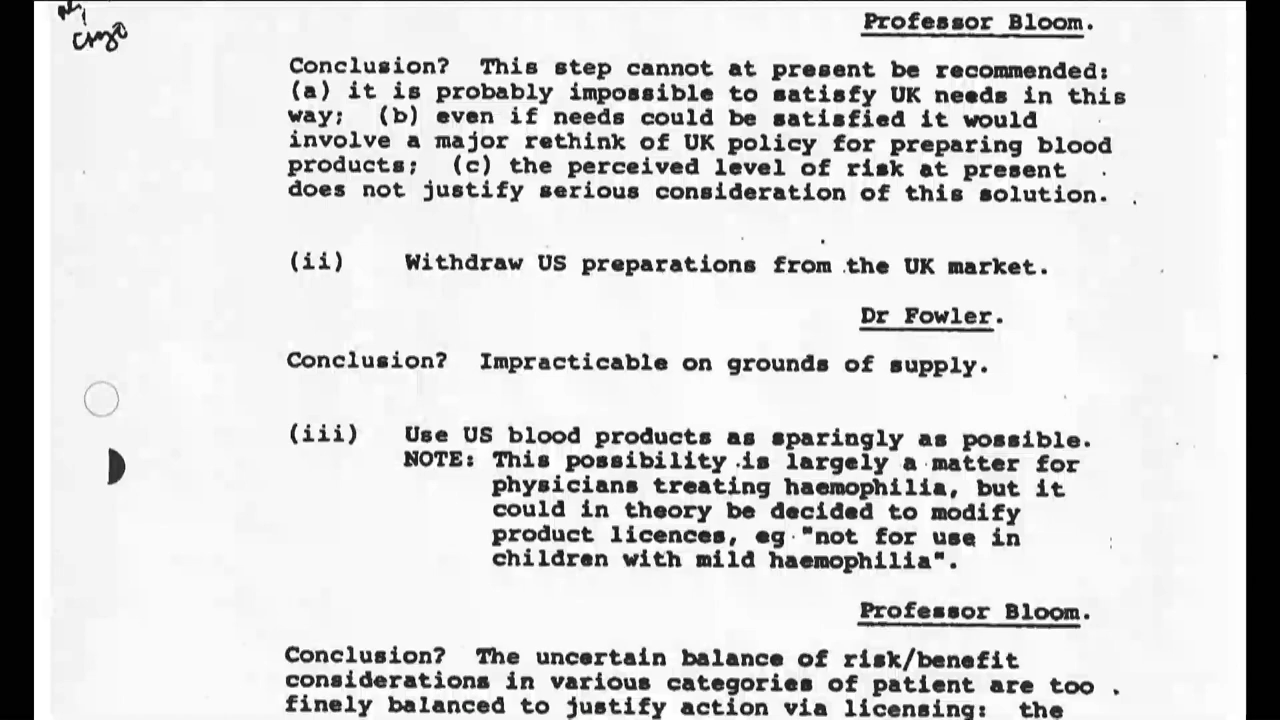 Professor Bloom.
Conclusion? This step cannot at present be recommended:
(a) it is probably impossible to satisfy UK needs in this
way; (b) even if needs could be satisfied it would
involve a major rethink of UK policy for preparing blood
products; (c) the perceived level of risk at present
does not justify serious consideration of this solution.
(ii) Withdraw US preparations from the UK market.
Dr Fowler.
Conclusion? Impracticable on grounds of supply.
(iii) Use US blood products as sparingly as possible.
NOTE: This possibility is largely a matter for
physicians treating haemophilia, but it
could in theory be decided to modify
product licences, eg "not for use in
children with mild haemophilia".
Professor Bloom.
Conclusion? The uncertain balance of risk/benefit
considerations in various categories of patient are too
finely balanced to justify action via licensing: the